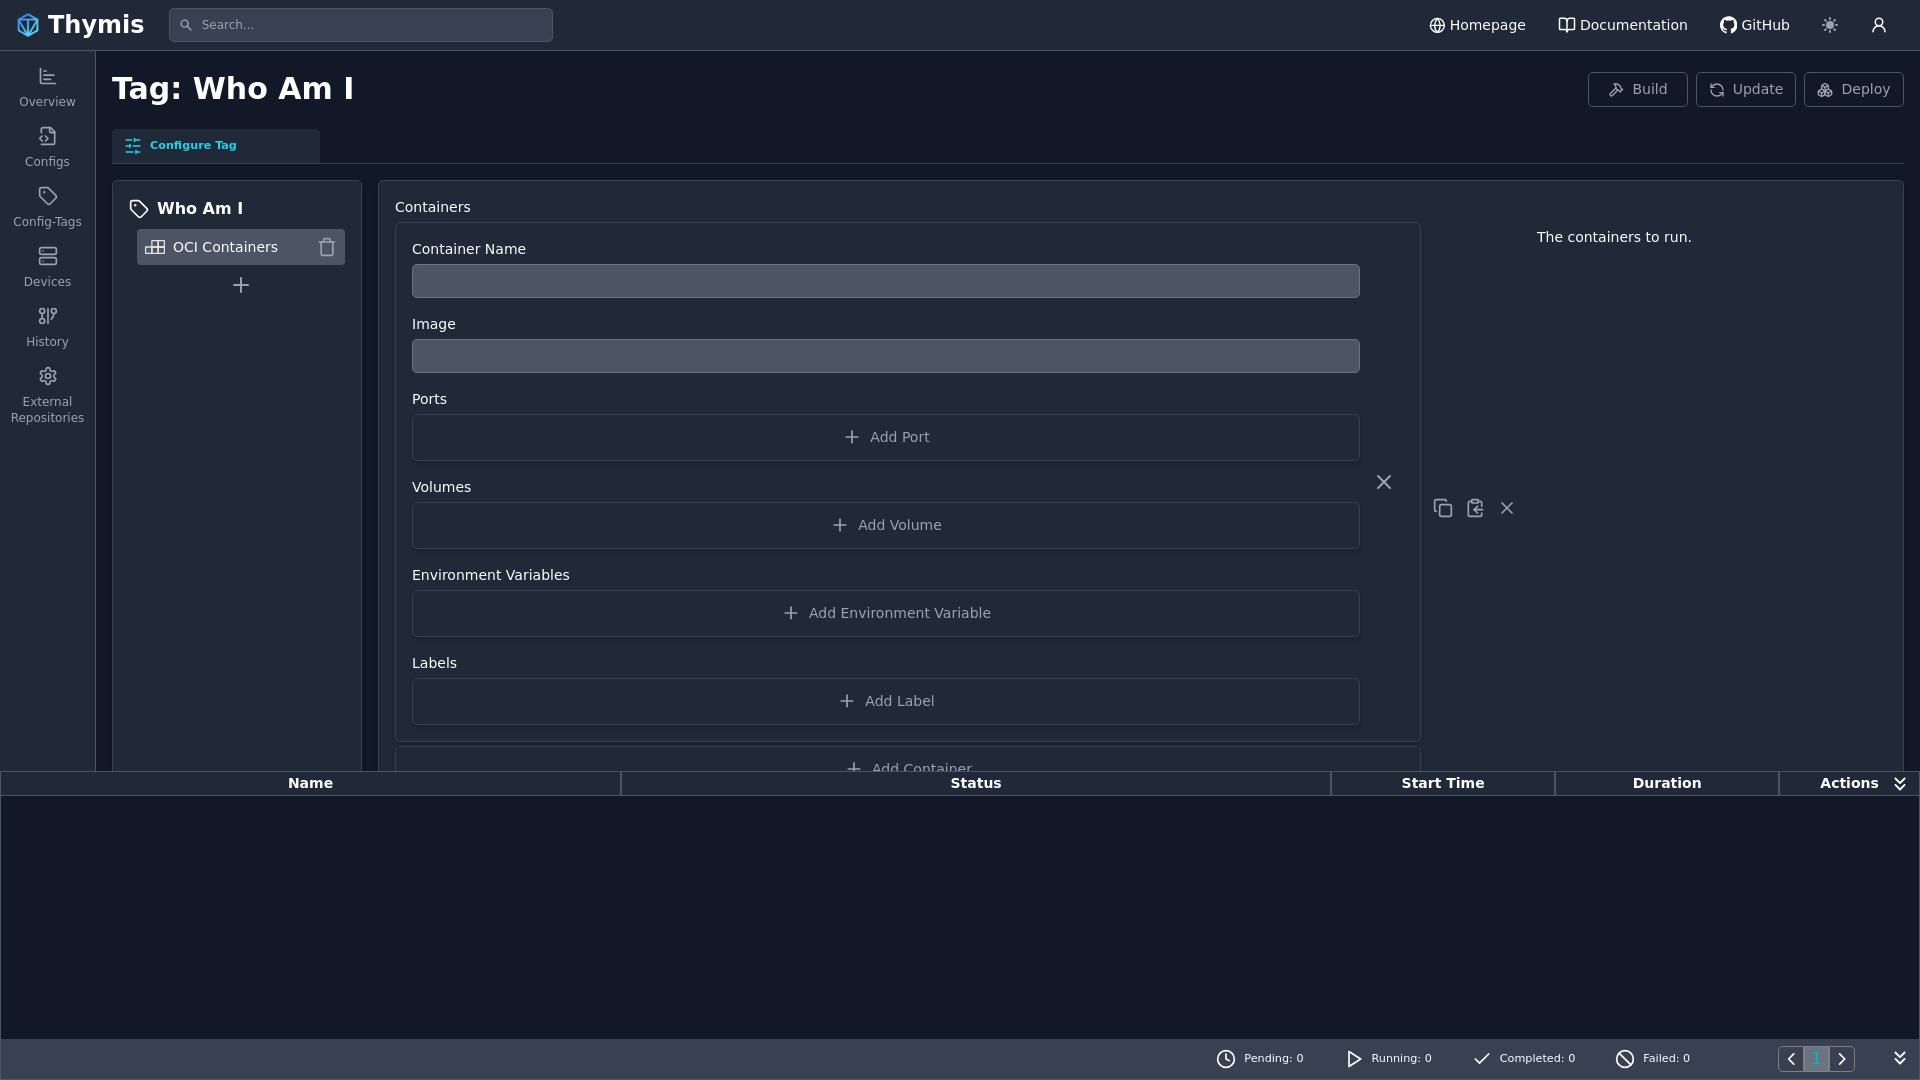 Thymis
Search...
Homepage
Documentation
GitHub
Overview
Configs
Config-Tags
Devices
History
External
Repositories
Tag: Who Am I
Build
Update
Deploy
Configure Tag
Who Am I
OCI Containers
Containers
The containers to run.
Container Name
Image
Ports
Add Port
Volumes
Add Volume
Environment Variables
Add Environment Variable
Labels
Add Label
Add Container
Name
Status
Start Time
Duration
Actions
Pending: 0
Running: 0
Completed: 0
Failed: 0
1